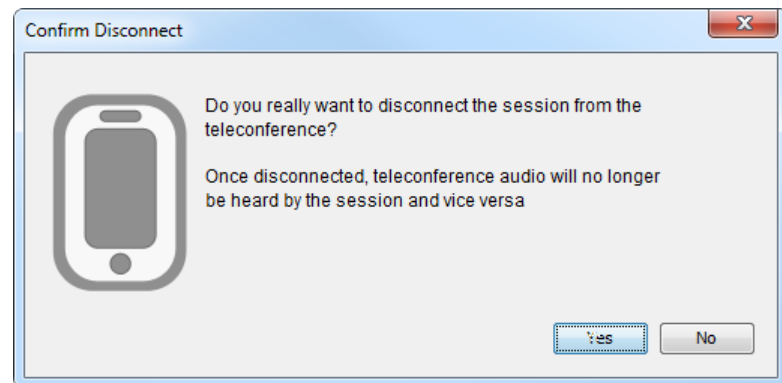 Confirm Disconnect
Do you really want to disconnect the session from the
teleconference?
Once disconnected, teleconference audio will no longer
be heard by the session and vice versa
Yes
No